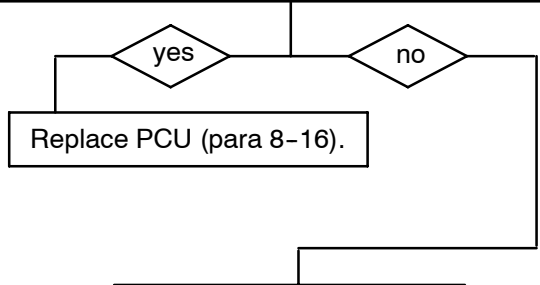 yes
no
Replace PCU (para 8-16).